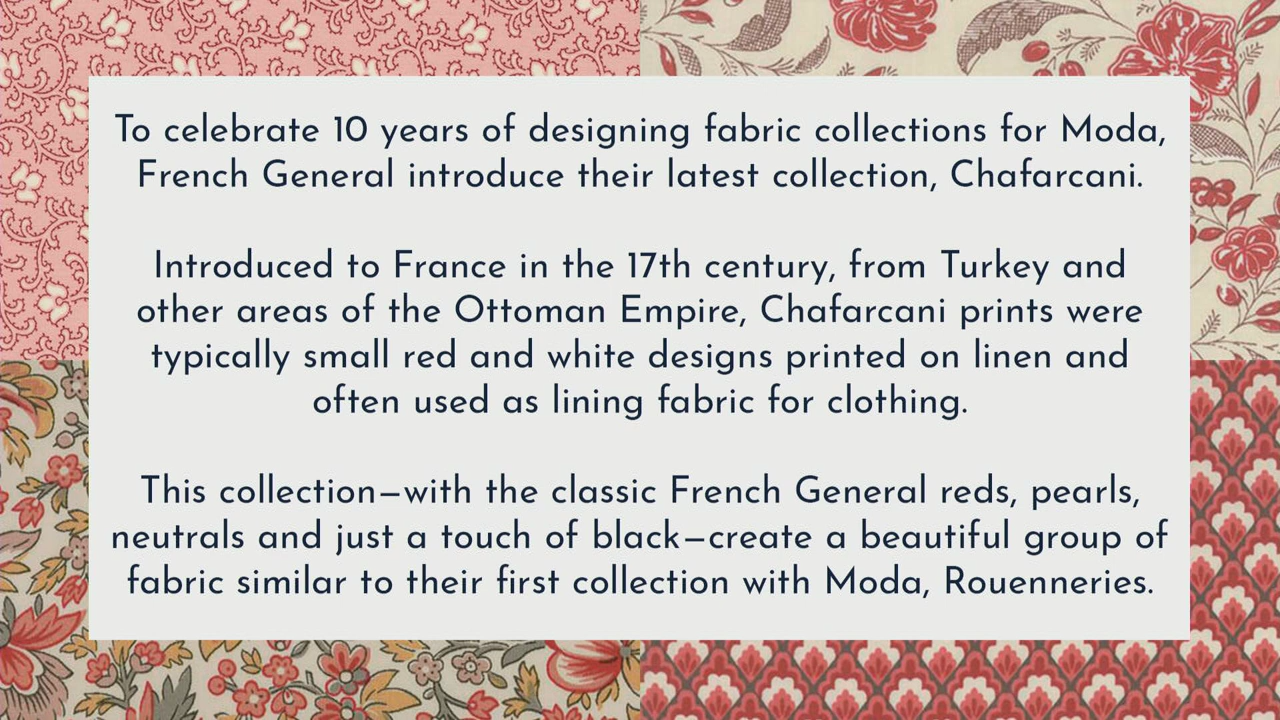 To celebrate 10 years of designing fabric collections for Moda,
French General introduce their latest collection, Chafarcani.
Introduced to France in the 17th century, from Turkey and
other areas of the Ottoman Empire, Chafarcani prints were
typically small red and white designs printed on linen and
often used as lining fabric for clothing.
This collection—with the classic French General reds, pearls,
neutrals and just a touch of black—create a beautiful group of
fabric similar to their first collection with Moda, Rouenneries.